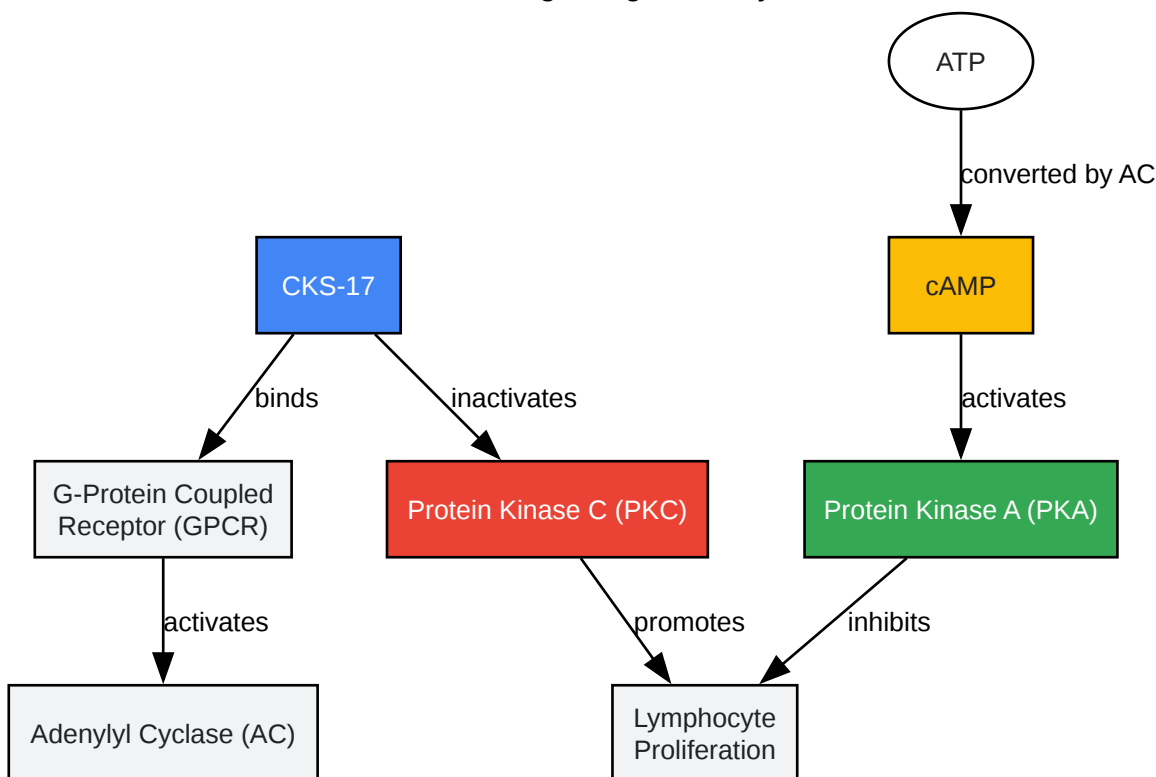 ATP
converted by AC
CKS-17
cAMP
binds
inactivates
activates
G-Protein Coupled
Receptor (GPCR)
Protein Kinase C (PKC)
Protein Kinase A (PKA)
activates
promotes
inhibits
Adenylyl Cyclase (AC)
Lymphocyte
Proliferation